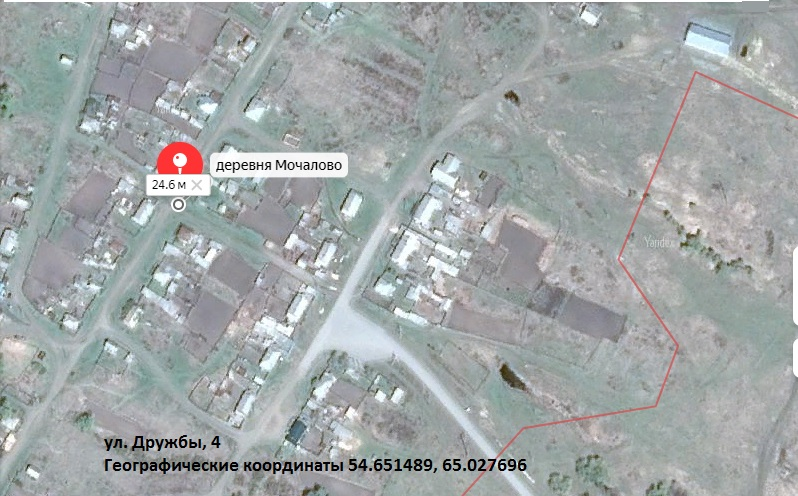 деревня Мочалово
24.6 м
Yandex
ул. Дружбы, 4
Географические координаты 54.651489, 65.027696